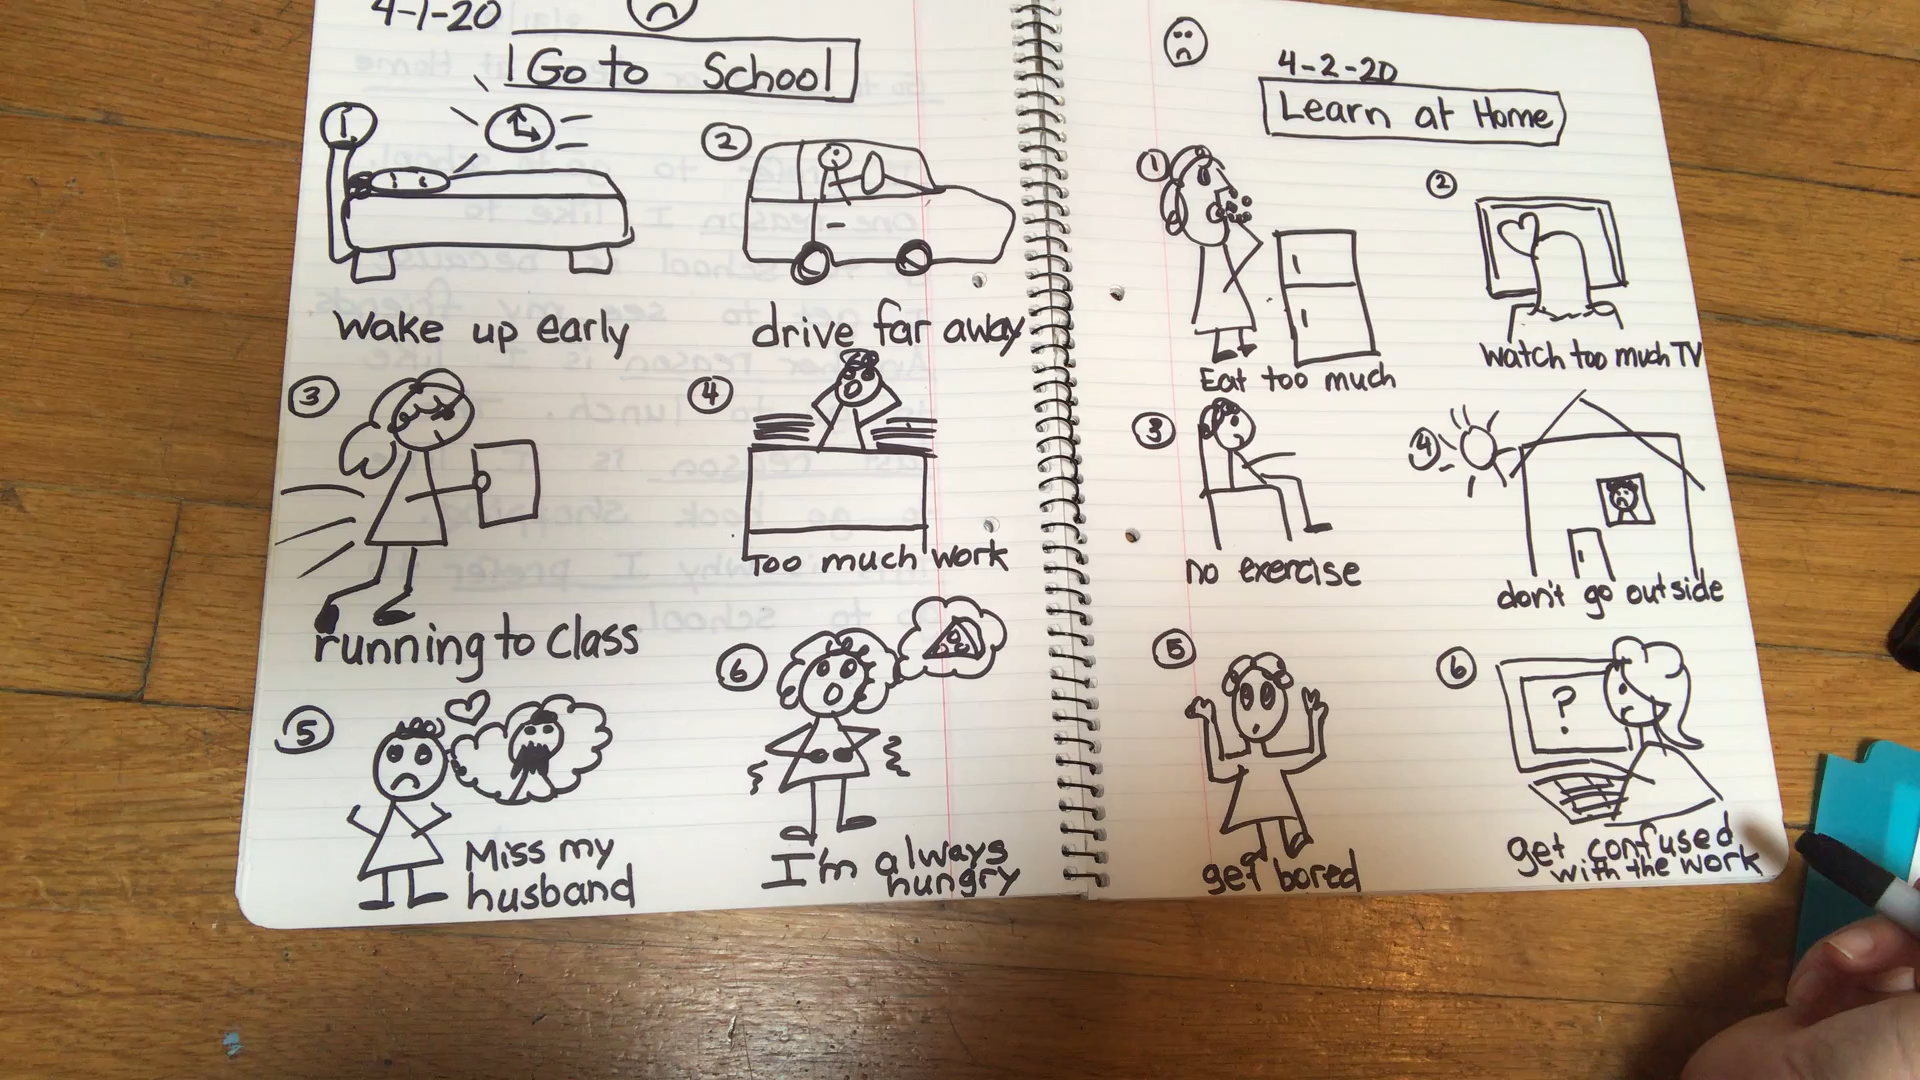 4-1-20
Go to School
1
wake up early
2
drive far away
3
running to class
4
Too much work
5
Miss my
husband
6
I'm always
hungry
4-2-20
Learn at Home
1
Eat too much
2
watch too much TV
3
no exercise
4
don't go outside
5
get bored
6
?
get confused
with the work